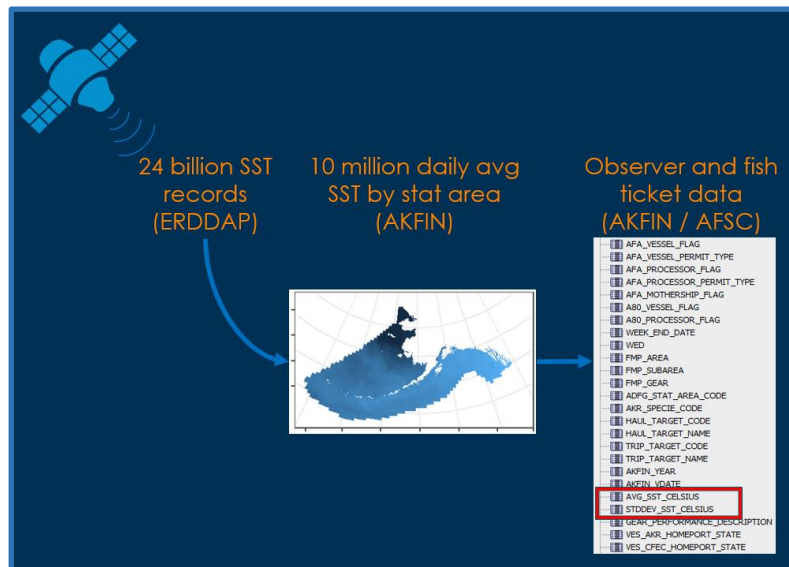 24 billion SST
records
(ERDDAP)
10 million daily avg
SST by stat area
(AKFIN)
Observer and fish
ticket data
(AKFIN / AFSC)
AFA_VESSEL_FLAG
AFA_VESSEL_PERMIT_TYPE
AFA_PROCESSOR_FLAG
AFA_PROCESSOR_PERMIT_TYPE
AFA_MOTHERSHIP_FLAG
A80_VESSEL_FLAG
A80_PROCESSOR_FLAG
WEEK_END_DATE
WED
FMP_AREA
FMP_SUBAREA
FMP_GEAR
ADFG_STAT_AREA_CODE
AKR_SPECIE_CODE
HAUL_TARGET_CODE
HAUL_TARGET_NAME
TRIP_TARGET_CODE
TRIP_TARGET_NAME
AKFIN_YEAR
AKFIN_VDATE
AVG_SST_CELSIUS
STDDEV_SST_CELSIUS
GEAR_PERFORMANCE_DESCRIPTION
VES_AKR_HOMEPORT_STATE
VES_CFEC_HOMEPORT_STATE